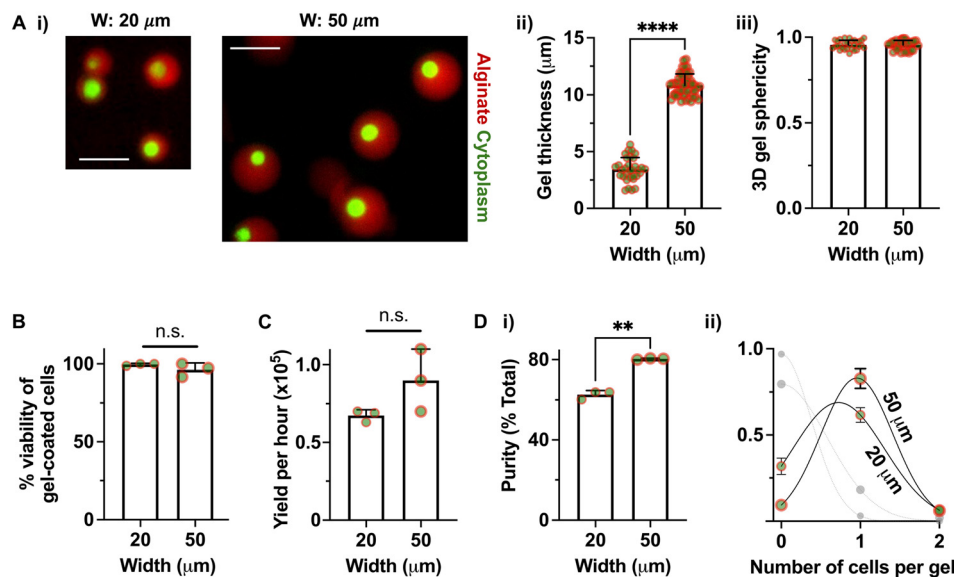 A i) W: 20 μm W: 50 μm
Alginate Cytoplasm
ii)
****
Gel thickness (μm)
15
10
5
0
20 50
Width (μm)
iii)
3D gel sphericity
1.0
0.5
0.0
20 50
Width (μm)
B
n.s.
% viability of
gel-coated cells
100
50
0
20 50
Width (μm)
C
n.s.
Yield per hour (x10⁵)
1.0
0.5
0
20 50
Width (μm)
D i)
**
Purity (% Total)
80
60
40
20
0
20 50
Width (μm)
ii)
1.0
0.5
50 μm
20 μm
0 1 2
Number of cells per gel